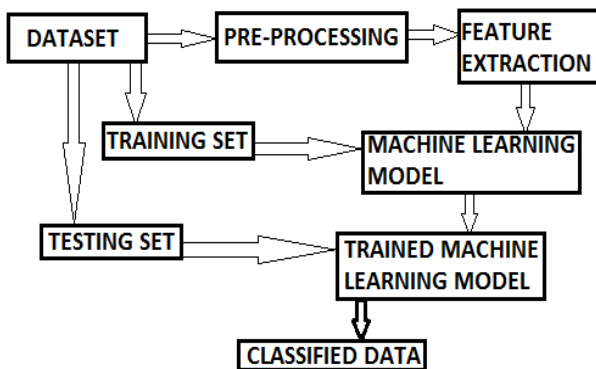 DATASET
PRE-PROCESSING
FEATURE
EXTRACTION
TRAINING SET
MACHINE LEARNING
MODEL
TESTING SET
TRAINED MACHINE
LEARNING MODEL
CLASSIFIED DATA